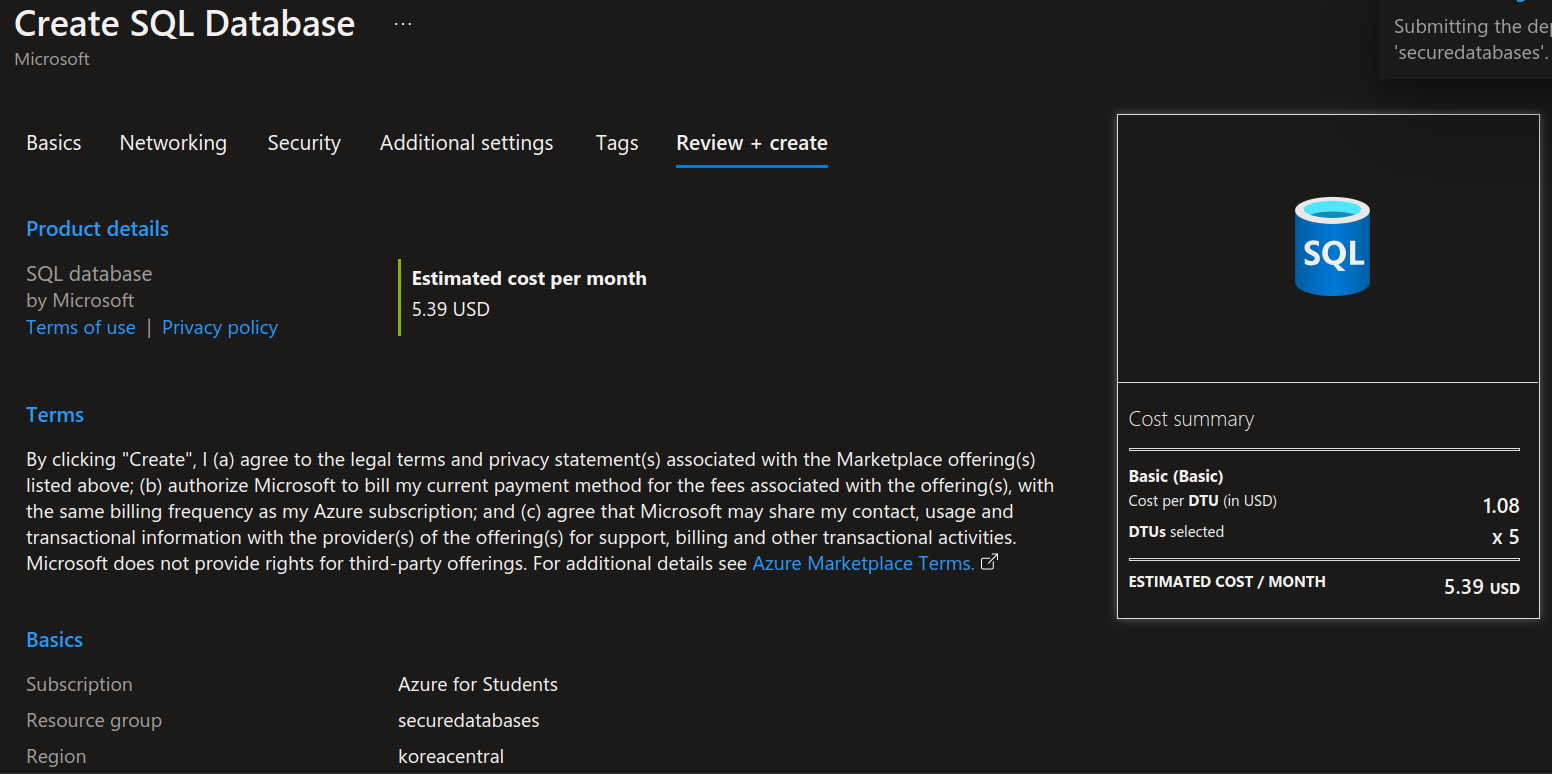 Create SQL Database ...
Microsoft
Submitting the
'securedatabases'.
Basics Networking Security Additional settings Tags Review + create
Product details
SQL database
by Microsoft
Terms of use | Privacy policy
Estimated cost per month
5.39 USD
SQL
Terms
By clicking "Create", I (a) agree to the legal terms and privacy statement(s) associated with the Marketplace offering(s)
listed above; (b) authorize Microsoft to bill my current payment method for the fees associated with the offering(s), with
the same billing frequency as my Azure subscription; and (c) agree that Microsoft may share my contact, usage and
transactional information with the provider(s) of the offering(s) for support, billing and other transactional activities.
Microsoft does not provide rights for third-party offerings. For additional details see Azure Marketplace Terms.
Basics
Subscription Azure for Students
Resource group securedatabases
Region koreacentral
Cost summary
Basic (Basic)
Cost per DTU (in USD) 1.08
DTUs selected x 5
ESTIMATED COST / MONTH 5.39 USD